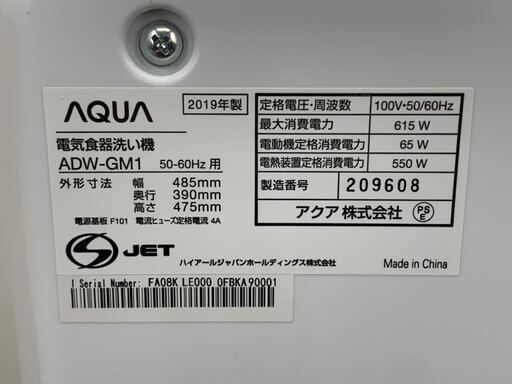 AQUA
2019年製
電気食器洗い機
ADW-GM1 50-60Hz 用
外形寸法 幅 485mm
奥行 390mm
高さ 475mm
電源基板 F101 電流ヒューズ定格電流 4A
定格電圧・周波数 100V・50/60Hz
最大消費電力 615 W
電動機定格消費電力 65 W
電熱装置定格消費電力 550 W
製造番号 209608
アクア株式会社 PS E
S JET
ハイアールジャパンホールディングス株式会社
Made in China
I Serial Number: FA08K LE000 0FBKA90001